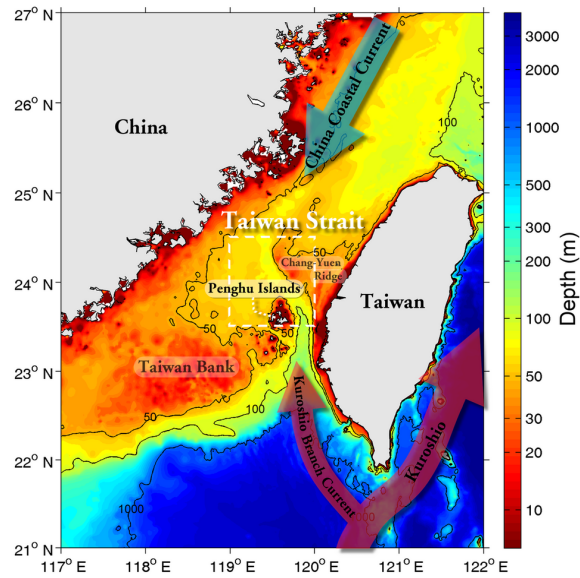 27° N
26° N
25° N
24° N
23° N
22° N
21° N
117° E
118° E
119° E
120° E
121° E
122° E
China
China Coastal Current
100
Taiwan Strait
50
Chang-Yuen
Ridge
Penghu Islands
Taiwan
50
50
Taiwan Bank
50
100
Kuroshio Branch Current
Kuroshio
1000
3000
2000
1000
500
300
200
100
50
30
20
10
Depth (m)